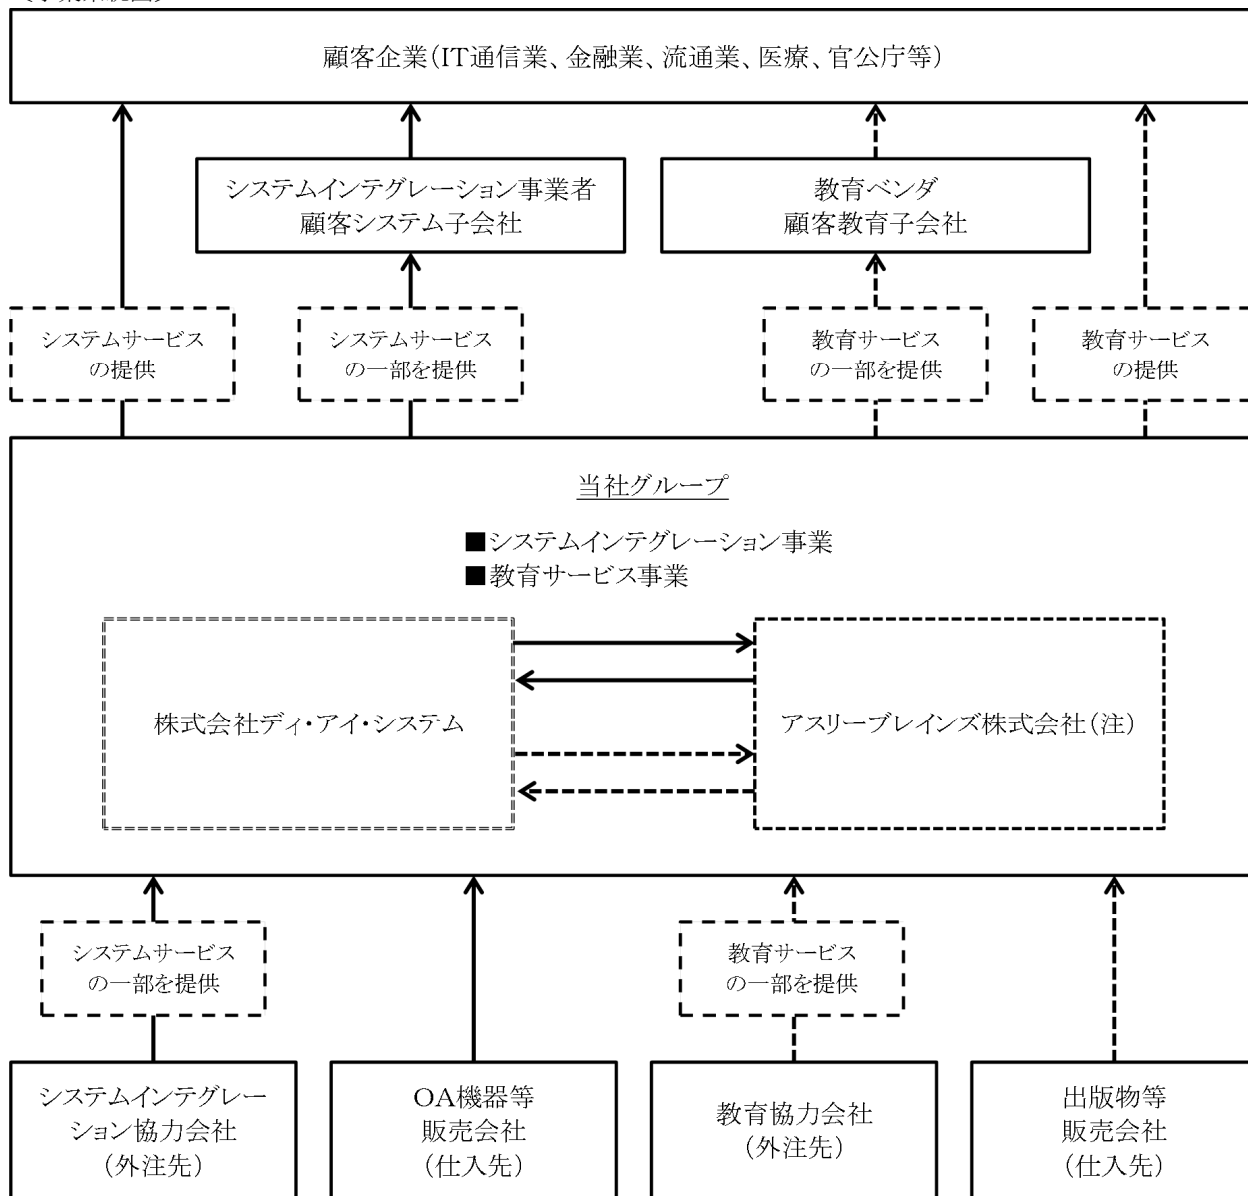 顧客企業（IT通信業、金融業、流通業、医療、官公庁等）
システムインテグレーション事業者
顧客システム子会社
教育ベンダ
顧客教育子会社
システムサービス
の提供
システムサービス
の一部を提供
教育サービス
の一部を提供
教育サービス
の提供
当社グループ
■システムインテグレーション事業
■教育サービス事業
株式会社ディ・アイ・システム
アスリーブレインズ株式会社（注）
システムサービス
の一部を提供
教育サービス
の一部を提供
システムインテグレー
ション協力会社
（外注先）
OA機器等
販売会社
（仕入先）
教育協力会社
（外注先）
出版物等
販売会社
（仕入先）